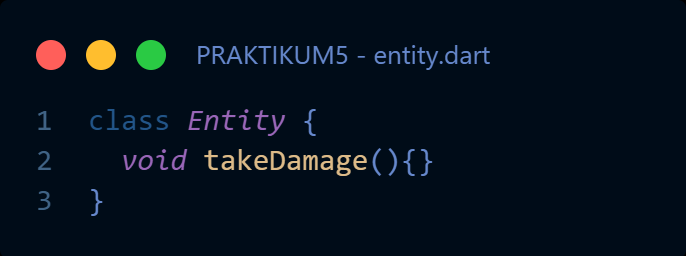 PRAKTIKUM5 - entity.dart
1 class Entity {
2   void takeDamage(){}
3 }